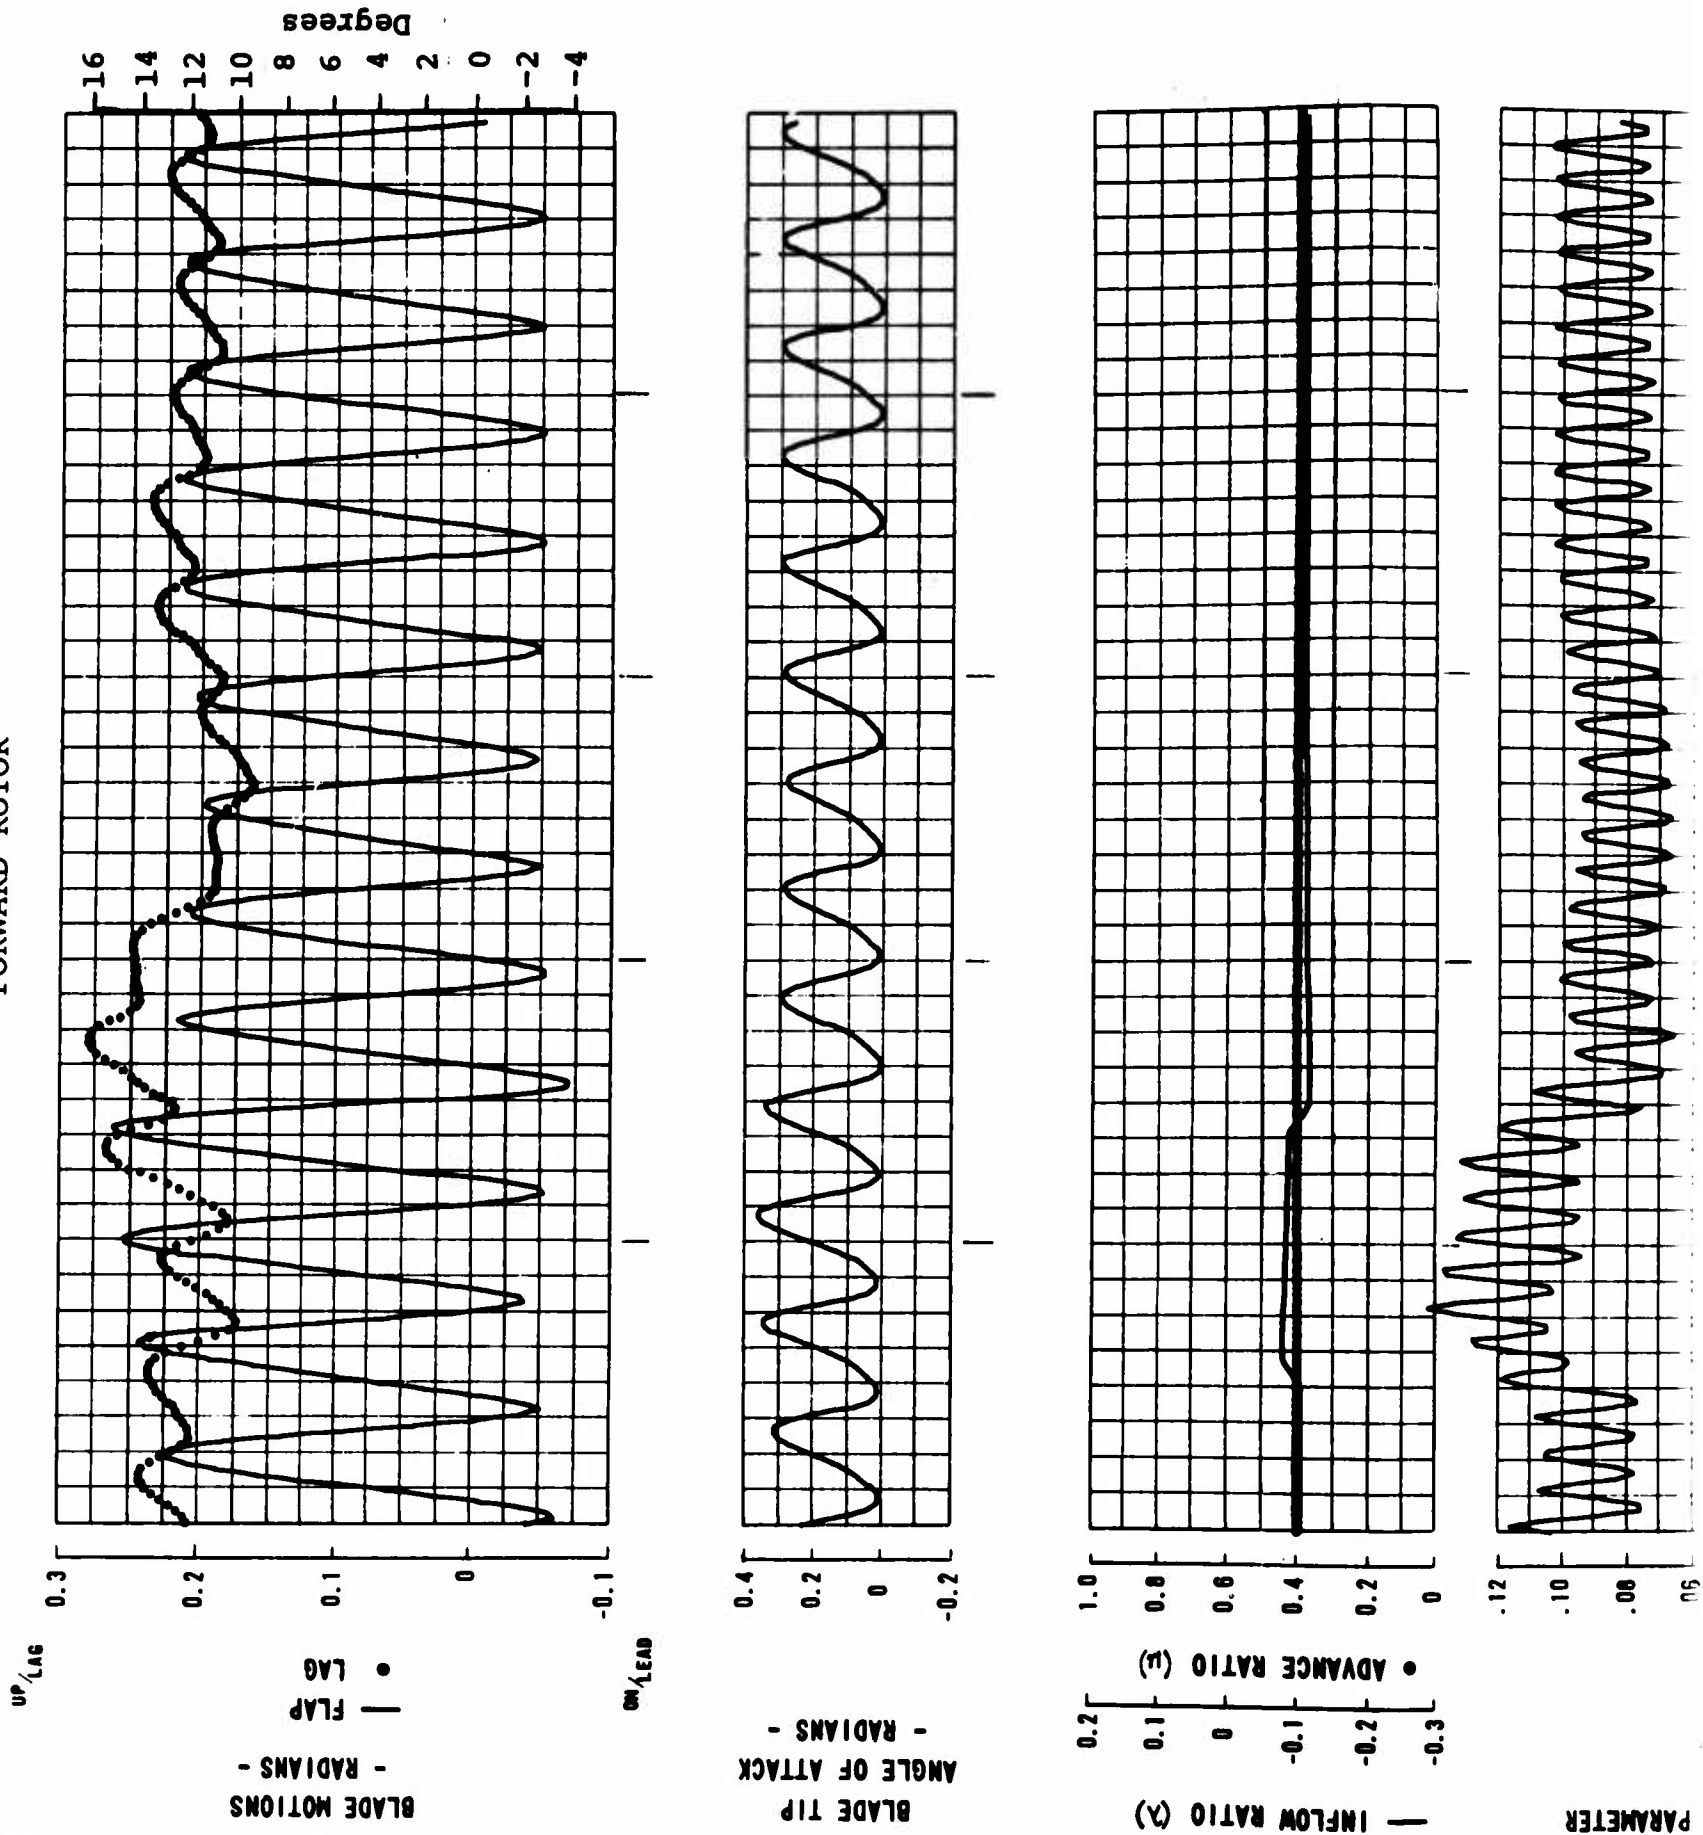 FORWARD ROTOR
UP/LAG
0.3
0.2
0.1
0
-0.1
DN/LEAD
BLADE MOTIONS
- RADIANS -
— FLAP
• LAG
16
14
12
10
8
6
4
2
0
-2
-4
Degrees
BLADE TIP
ANGLE OF ATTACK
- RADIANS -
0.4
0.2
0
-0.2
— INFLOW RATIO (λ)
0.2
0.1
0
-0.1
-0.2
-0.3
• ADVANCE RATIO (μ)
1.0
0.8
0.6
0.4
0.2
0
PARAMETER
.12
.10
.08
.06